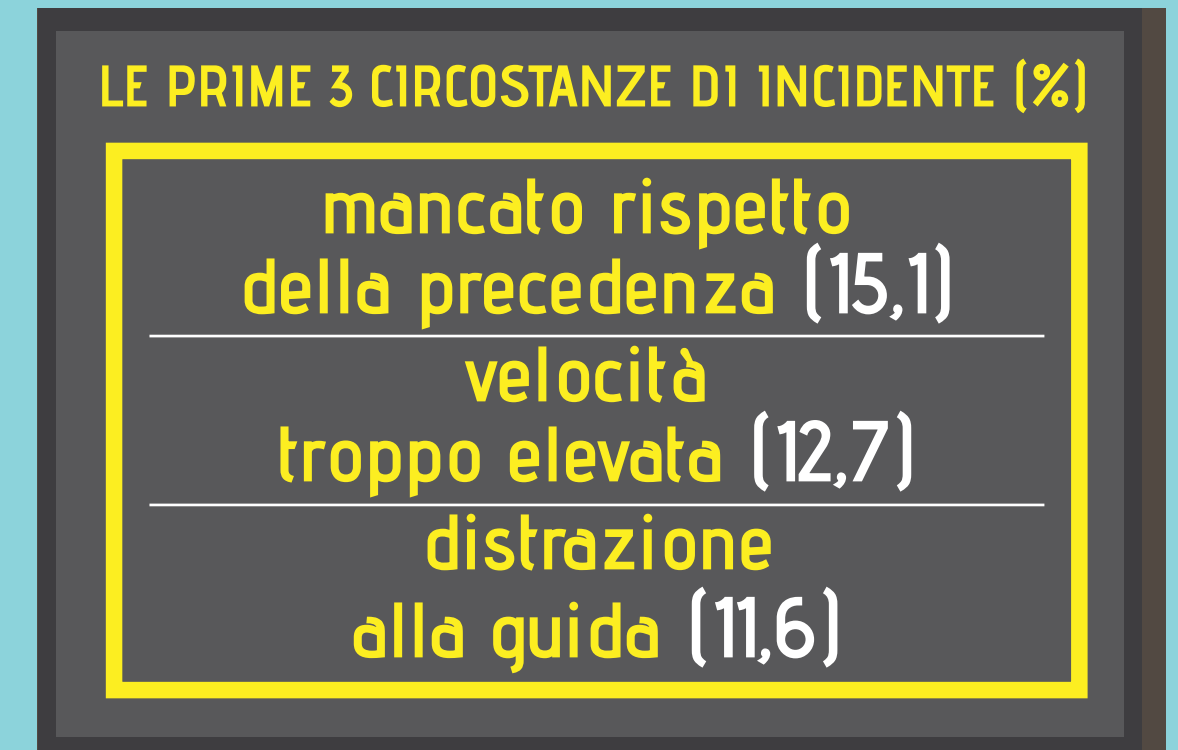 LE PRIME 3 CIRCOSTANZE DI INCIDENTE (%)
mancato rispetto
della precedenza (15,1)
velocità
troppo elevata (12,7)
distrazione
alla guida (11,6)